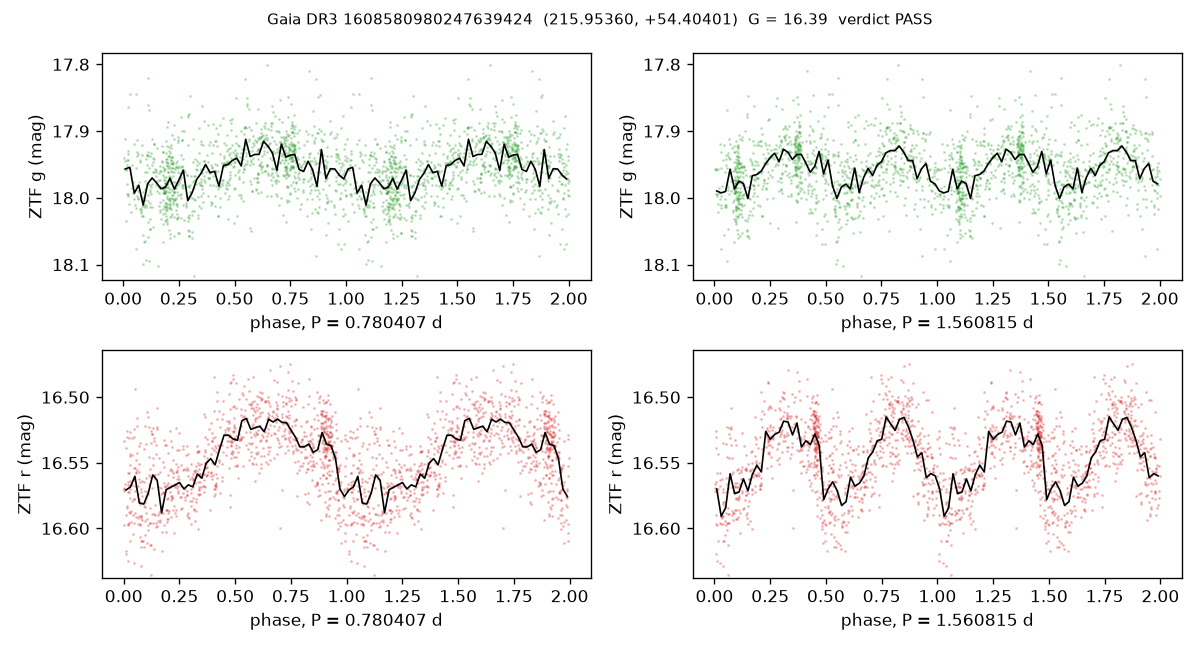 Gaia DR3 1608580980247639424  (215.95360, +54.40401)  G = 16.39  verdict PASS
17.8
17.9
18.0
18.1
ZTF g (mag)
0.00 0.25 0.50 0.75 1.00 1.25 1.50 1.75 2.00
phase, P = 0.780407 d
17.8
17.9
18.0
18.1
ZTF g (mag)
0.00 0.25 0.50 0.75 1.00 1.25 1.50 1.75 2.00
phase, P = 1.560815 d
16.50
16.55
16.60
ZTF r (mag)
0.00 0.25 0.50 0.75 1.00 1.25 1.50 1.75 2.00
phase, P = 0.780407 d
16.50
16.55
16.60
ZTF r (mag)
0.00 0.25 0.50 0.75 1.00 1.25 1.50 1.75 2.00
phase, P = 1.560815 d